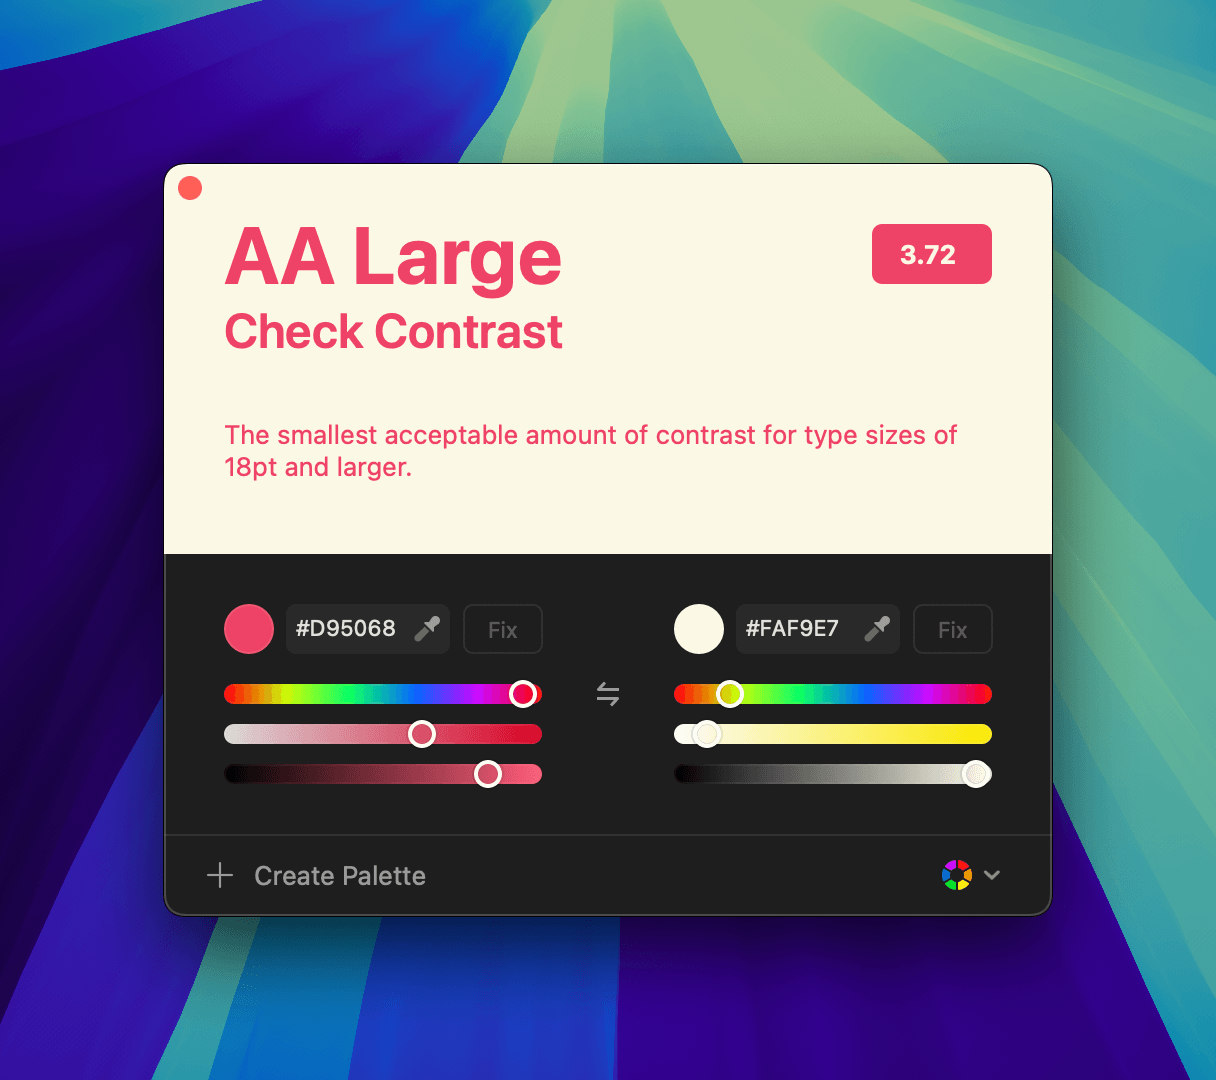 AA Large
3.72
Check Contrast
The smallest acceptable amount of contrast for type sizes of
18pt and larger.
#D95068
Fix
#FAF9E7
Fix
Create Palette